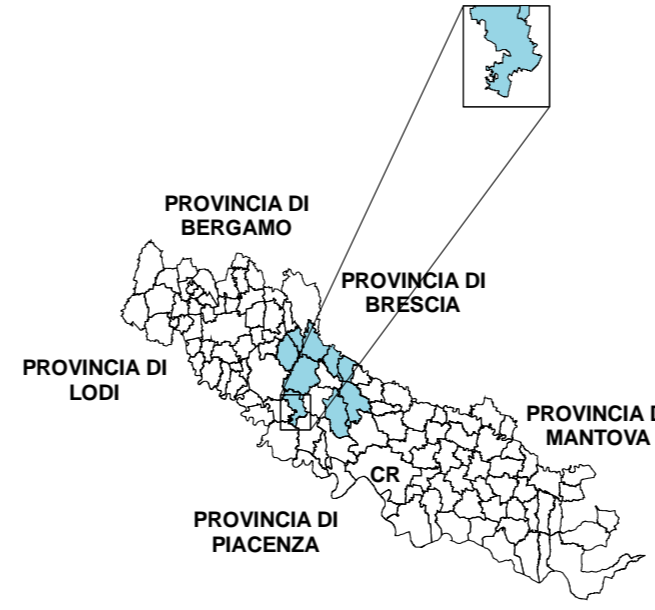 PROVINCIA DI
BERGAMO
PROVINCIA DI
BRESCIA
PROVINCIA DI
LODI
PROVINCIA D
MANTOVA
CR
PROVINCIA DI
PIACENZA